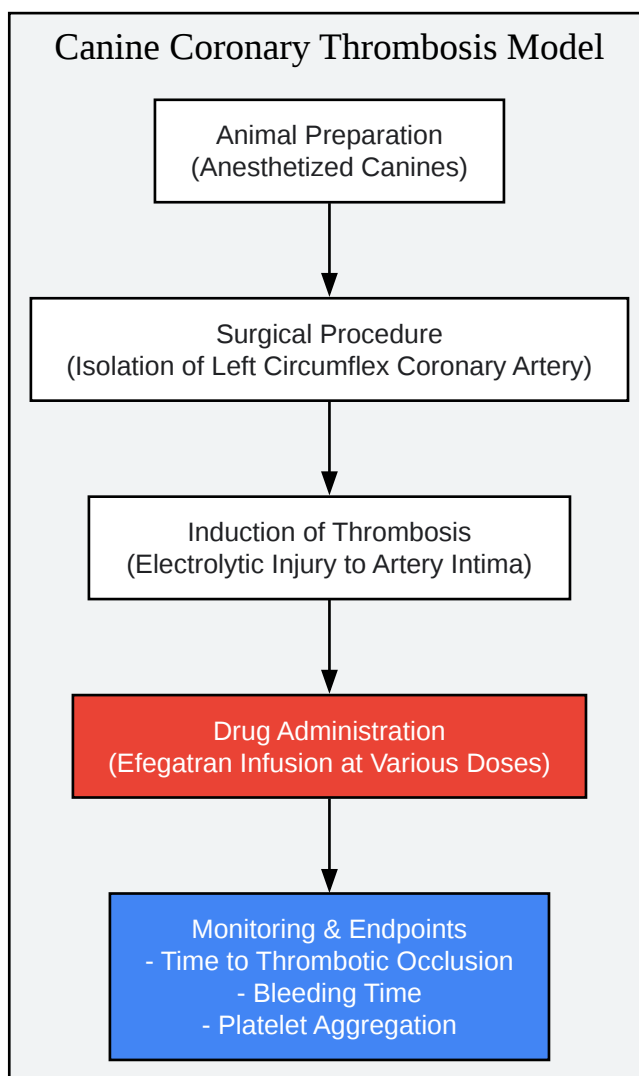 Canine Coronary Thrombosis Model
Animal Preparation
(Anesthetized Canines)
Surgical Procedure
(Isolation of Left Circumflex Coronary Artery)
Induction of Thrombosis
(Electrolytic Injury to Artery Intima)
Drug Administration
(Efegatran Infusion at Various Doses)
Monitoring & Endpoints
- Time to Thrombotic Occlusion
- Bleeding Time
- Platelet Aggregation